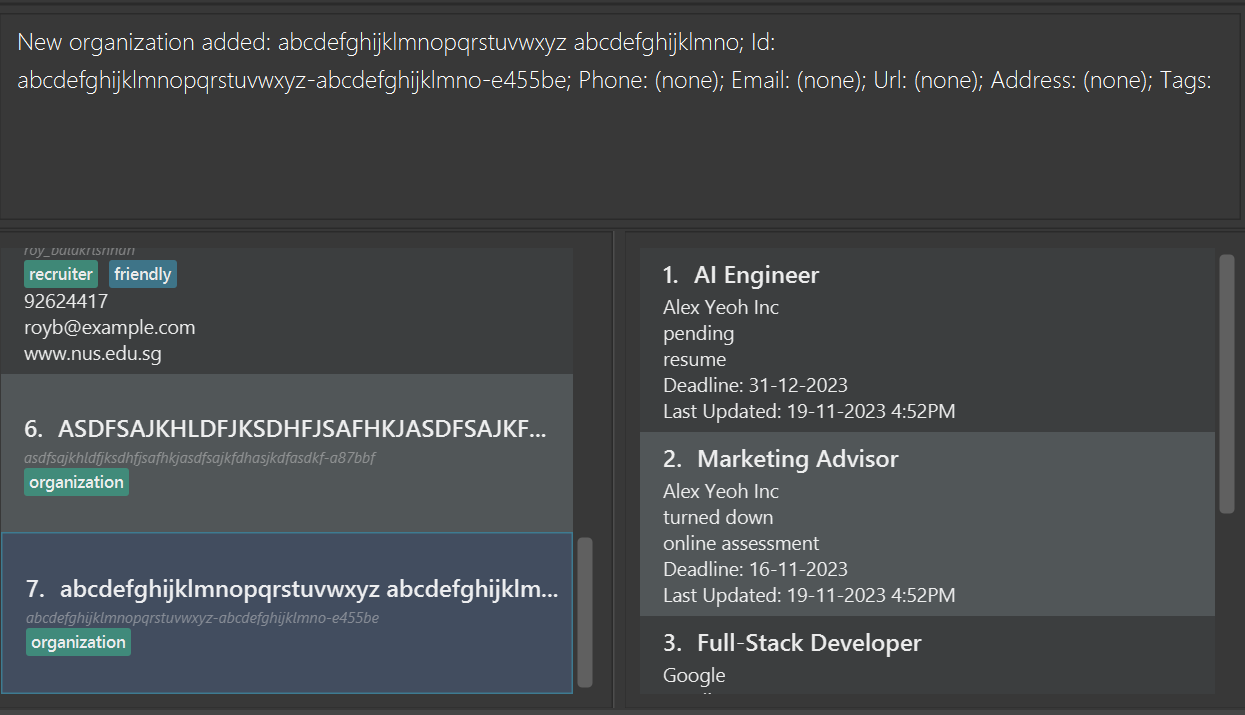 New organization added: abcdefghijklmnopqrstuvwxyz abcdefghijklmno; Id:
abcdefghijklmnopqrstuvwxyz-abcdefghijklmno-e455be; Phone: (none); Email: (none); Url: (none); Address: (none); Tags:
roy_balakrishnan
recruiter friendly
92624417
royb@example.com
www.nus.edu.sg
6. ASDFSAJKHLDFJKSDHFJSAFHKJASDFSAJKF...
asdfsajkhldfjksdhfjsafhkjasdfsajkfdhasjkdfasdkf-a87bbf
organization
7. abcdefghijklmnopqrstuvwxyz abcdefghijklm...
abcdefghijklmnopqrstuvwxyz-abcdefghijklmno-e455be
organization
1. AI Engineer
Alex Yeoh Inc
pending
resume
Deadline: 31-12-2023
Last Updated: 19-11-2023 4:52PM
2. Marketing Advisor
Alex Yeoh Inc
turned down
online assessment
Deadline: 16-11-2023
Last Updated: 19-11-2023 4:52PM
3. Full-Stack Developer
Google